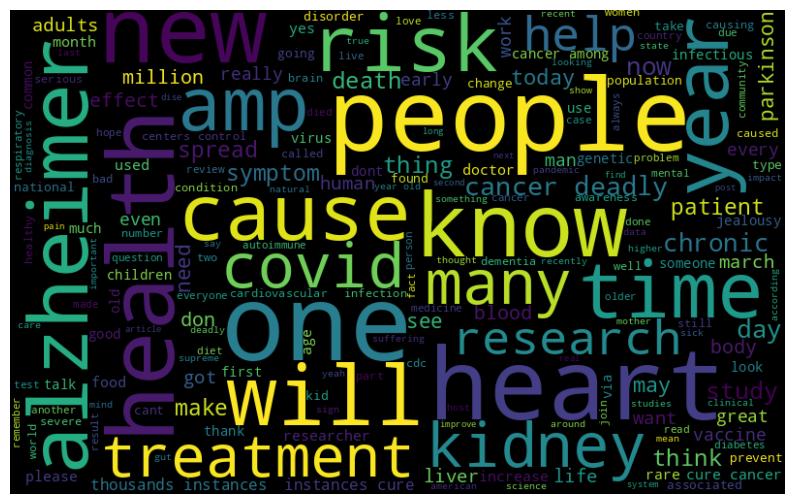 new
risk
help
people
year
adults
month
disorder
love
less
women
recent
yes
going
live
true
looking
country
state
due
take
causing
work
cancer among
infectious
now
parkinson
common
last
serious
million
really
death
early
today
change
population
community
brain
show
use
case
always
caused
effect
amp
died
long
virus
hope
dise
centers control
called
spread
dont
thing
doctor
man
genetic
problem
every
type
mental
impact
respiratory
diagnosis
national
bad
used
review
natural
year old
next
second
pandemic
found
human
symptom
condition
alzheimer
health
cancer deadly
find
post
awareness
patient
jealousy
cause
know
something
cancer
done
data
higher
chronic
healthy
pain
much
even
number
need
say
two
autoimmune
person
fact
thought
dementia
recently
well
someone
march
covid
many
time
older
according
important
question
children
everyone
cardiovascular
infection
medicine
mother
still
sick
made
old
don
one
see
blood
care
article
deadly
good
age
research
day
body
supreme
diet
suffering
cdc
test
talk
got
first
yeah
part
kid
sign
heart
real
may
look
study
food
will
make
host
join
via
clinical
studies
want
great
another
mind
cant
remember
world
severe
result
thank
researcher
improve
around
read
mean
vaccine
diabetes
please
gut
treatment
kidney
think
prevent
liver
increase
life
rare
cure cancer
thousands instances
instances cure
american
science
system
associated